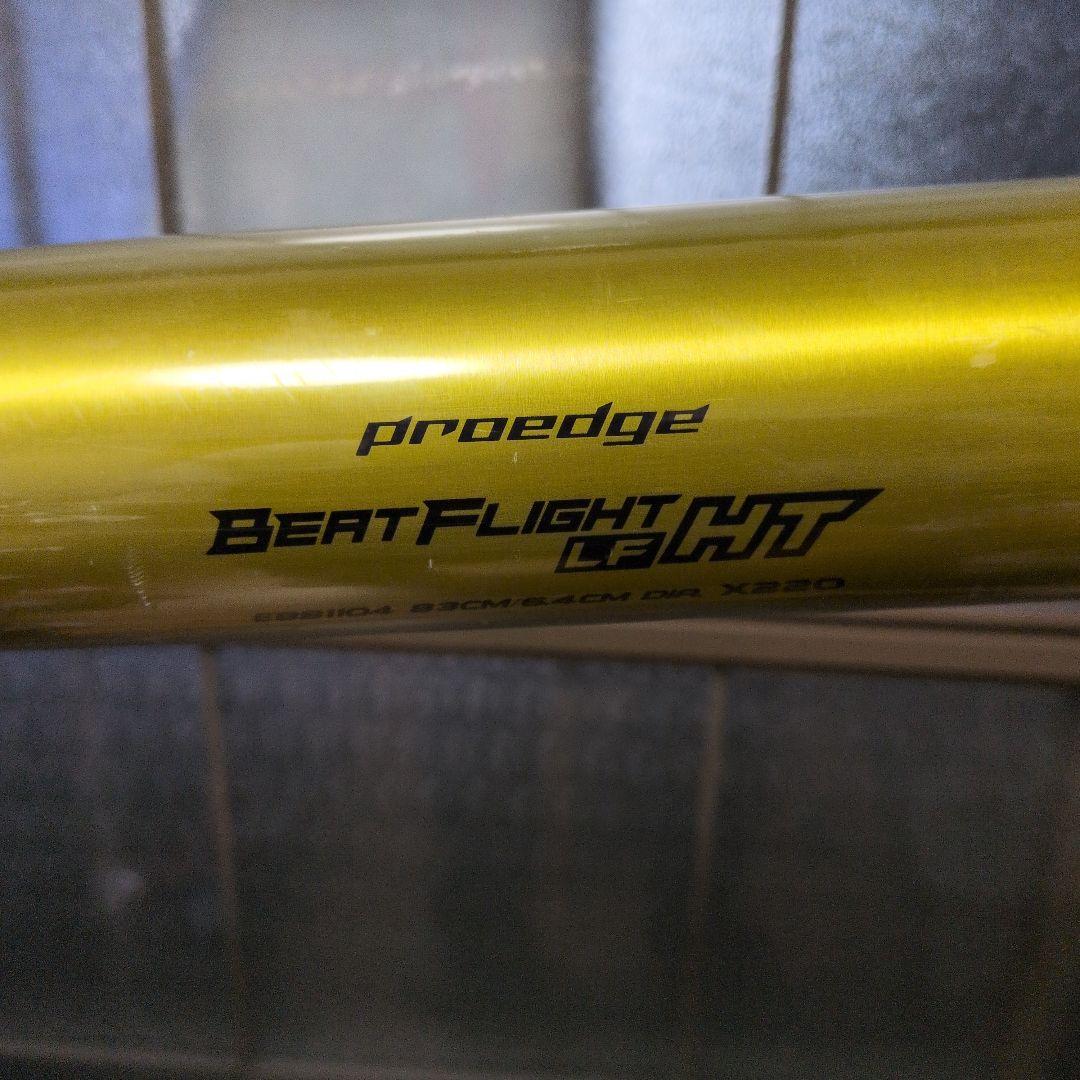 proedge
BEATFLIGHT HT
LF
EBB1104 83CM/6.4CM DIA. X220